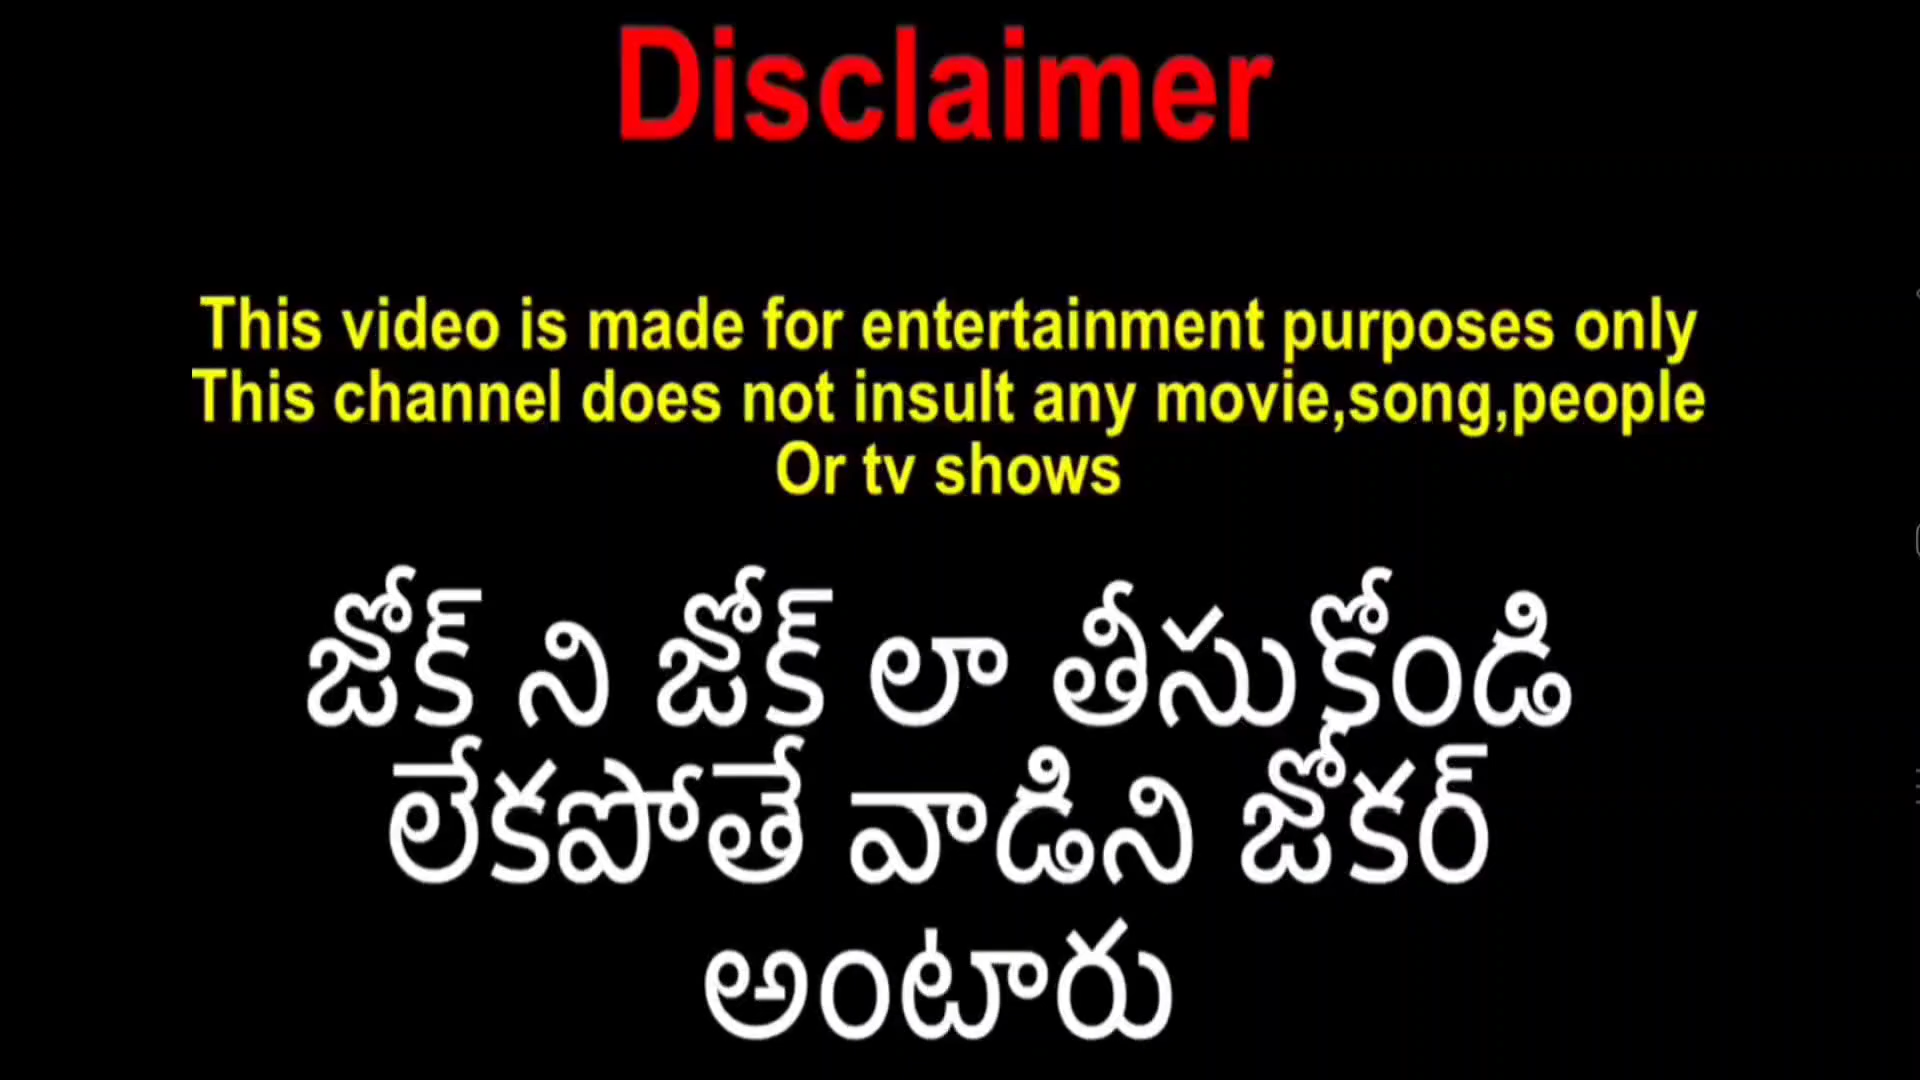 Disclaimer
This video is made for entertainment purposes only
This channel does not insult any movie,song,people
Or tv shows
జోక్ ని జోక్ లా తీసుకోండి
లేకపోతే వాడిని జోకర్
అంటారు